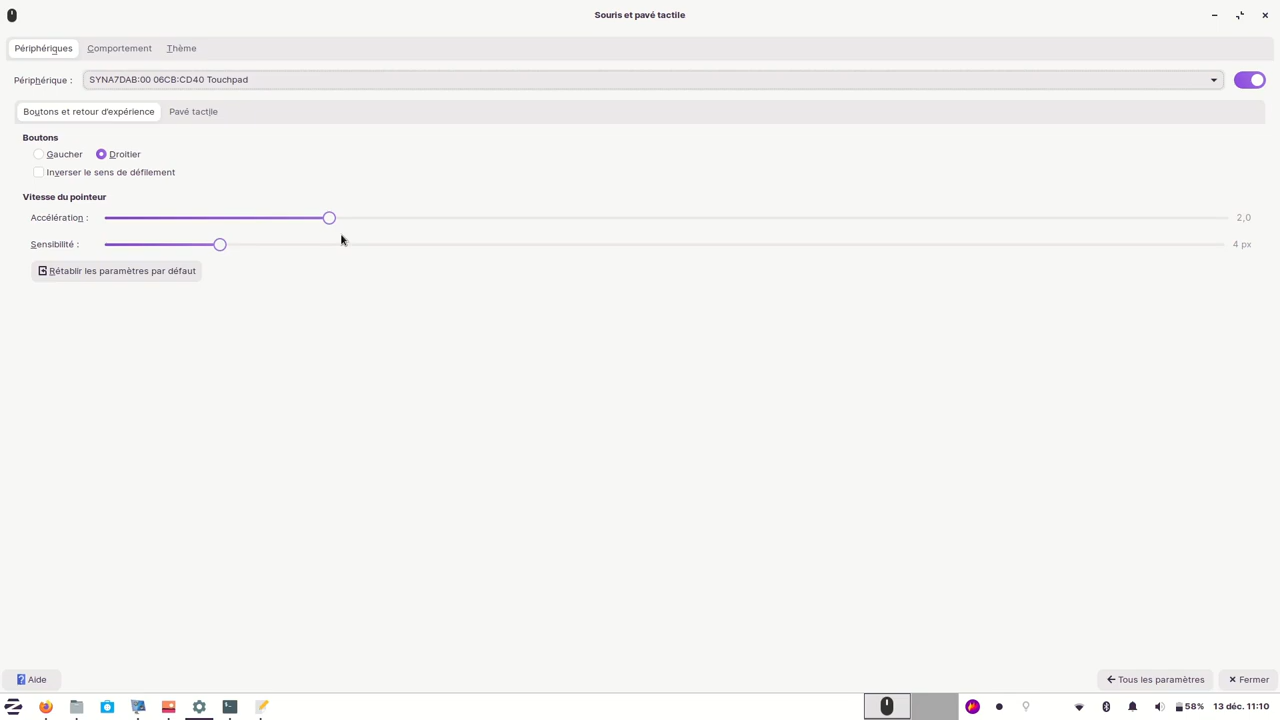 Souris et pavé tactile
Périphériques Comportement Thème
Périphérique : SYNA7DAB:00 06CB:CD40 Touchpad
Boutons et retour d'expérience Pavé tactile
Boutons
Gaucher Droitier
Inverser le sens de défilement
Vitesse du pointeur
Accélération : 2,0
Sensibilité : 4 px
Rétablir les paramètres par défaut
Aide Tous les paramètres Fermer
58% 13 déc. 11:10